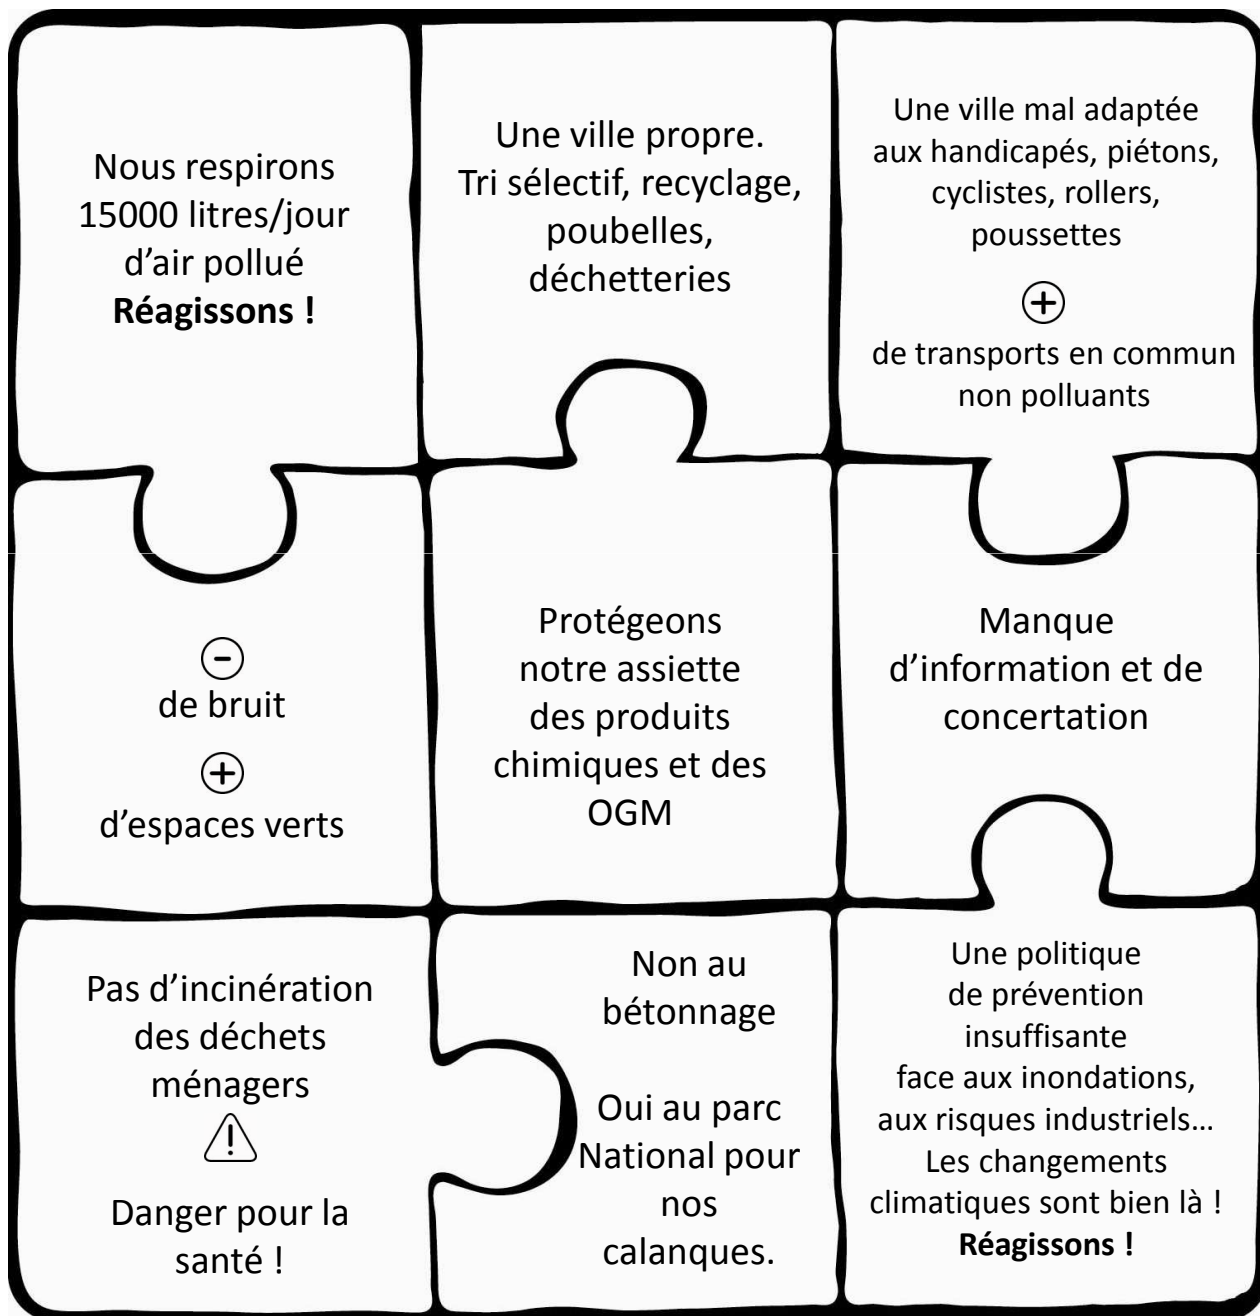 Nous respirons
15000 litres/jour
d’air pollué
Réagissons !
Une ville propre.
Tri sélectif, recyclage,
poubelles,
déchetteries
Une ville mal adaptée
aux handicapés, piétons,
cyclistes, rollers,
poussettes
+
de transports en commun
non polluants
-
de bruit
+
d’espaces verts
Protégeons
notre assiette
des produits
chimiques et des
OGM
Manque
d’information et de
concertation
Pas d’incinération
des déchets
ménagers
!
Danger pour la
santé !
Non au
bétonnage
Oui au parc
National pour
nos
calanques.
Une politique
de prévention
insuffisante
face aux inondations,
aux risques industriels…
Les changements
climatiques sont bien là !
Réagissons !